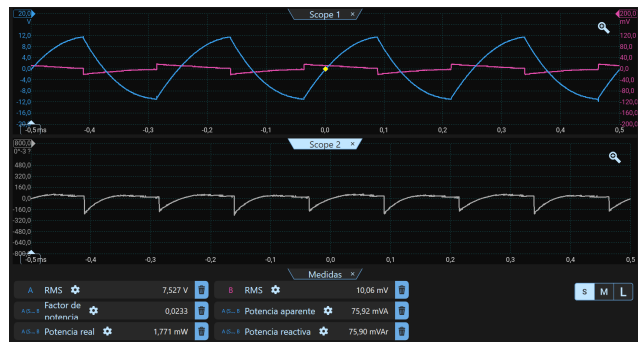 Scope 1 ×
20,0 200,0
V mV
12,0 120,0
8,0 80,0
4,0 40,0
0,0 0,0
-4,0 -40,0
-8,0 -80,0
-12,0 -120,0
-16,0 -160,0
-20,0 -200,0
-0,5 ms -0,4 -0,3 -0,2 -0,1 0,0 0,1 0,2 0,3 0,4 0,5
Scope 2 ×
800,0
480,0
320,0
160,0
0,0
-160,0
-320,0
-480,0
-640,0
-800,0
-0,5 ms -0,4 -0,3 -0,2 -0,1 0,0 0,1 0,2 0,3 0,4 0,5
Medidas ×
A RMS 7,527 V B RMS 10,06 mV S M L
Factor de potencia 0,0233 Potencia aparente 75,92 mVA
Potencia real 1,771 mW Potencia reactiva 75,90 mVAr